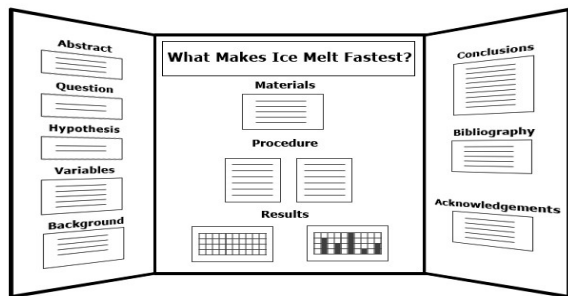 Abstract
Question
Hypothesis
Variables
Background
What Makes Ice Melt Fastest?
Materials
Procedure
Results
Conclusions
Bibliography
Acknowledgements